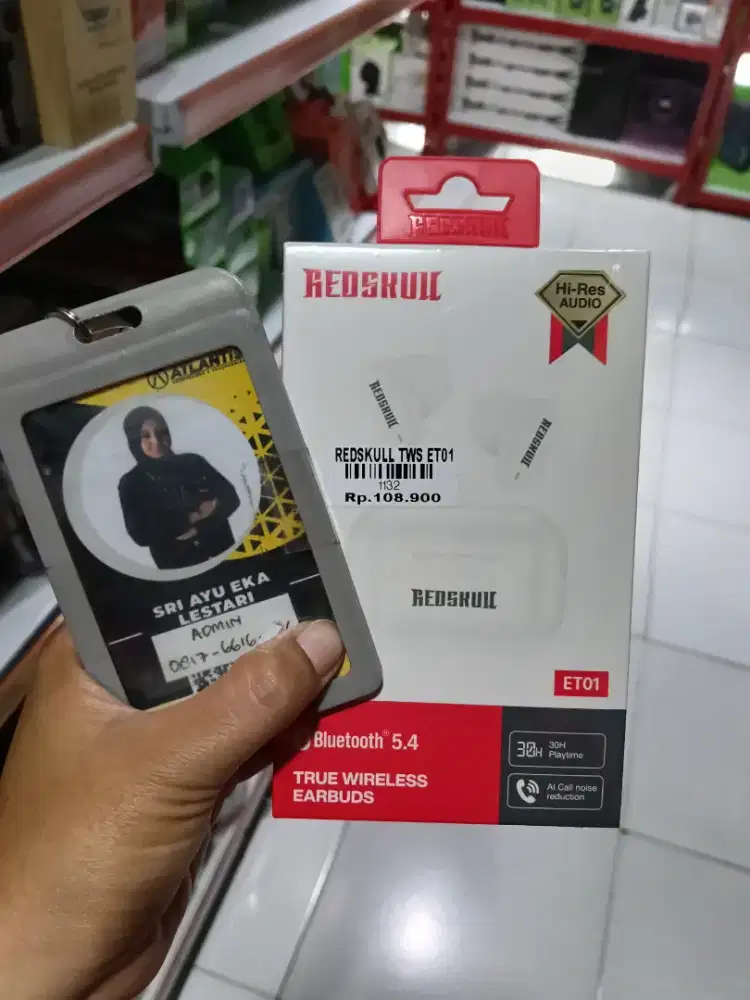 ATLANTIS
SRI AYU EKA
LESTARI
ADMIN
0817-6616-
REDSKULL
REDSKULL
Hi-Res
AUDIO
REDSKULL
REDSKULL
REDSKULL TWS ET01
1132
Rp.108.900
REDSKULL
ET01
Bluetooth® 5.4
TRUE WIRELESS
EARBUDS
30H
30H
Playtime
AI Call noise
reduction